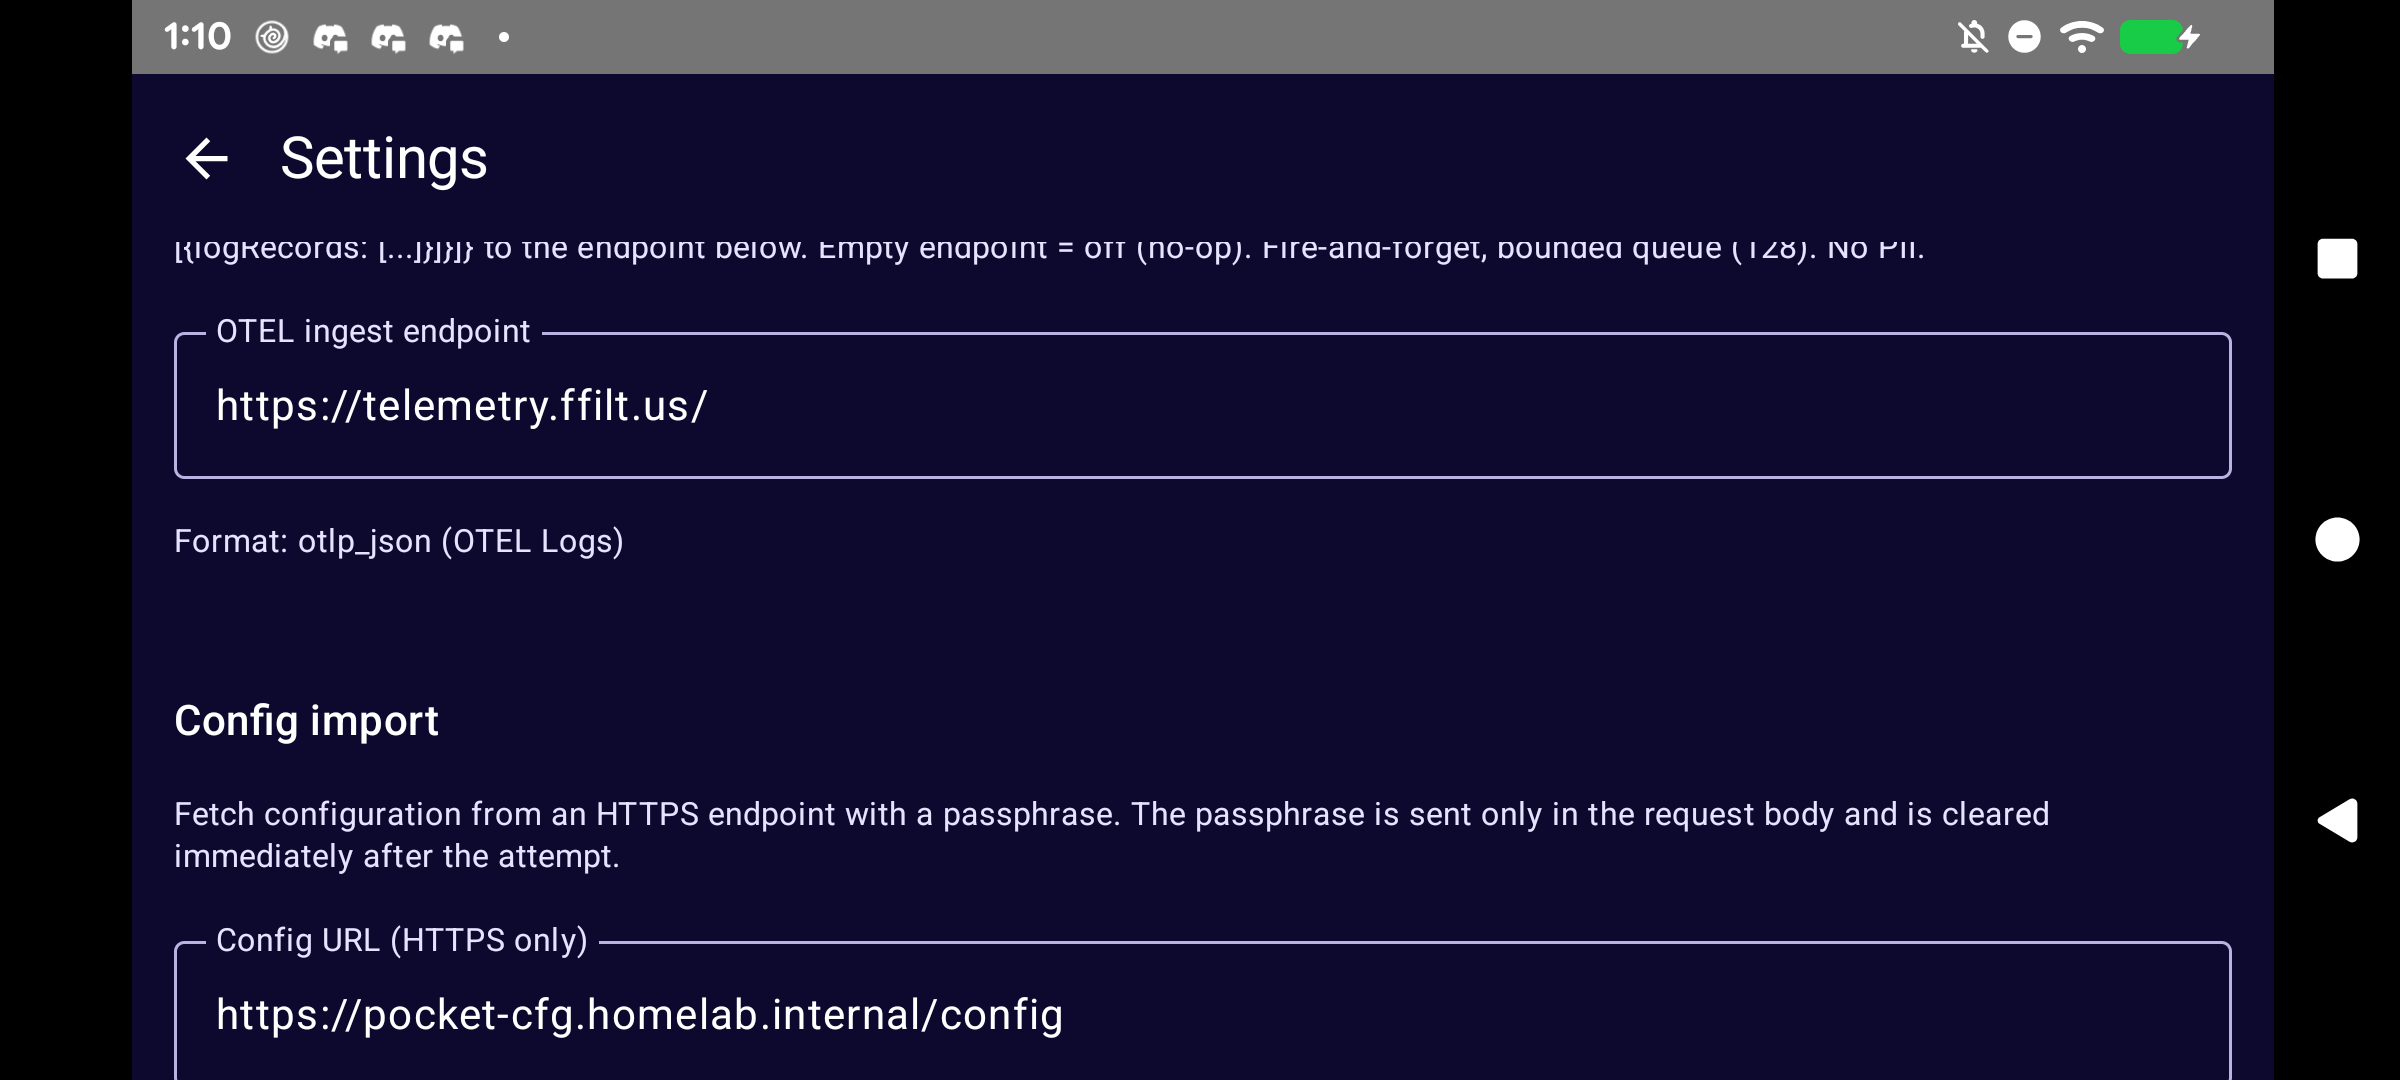 1:10
Settings
[{logRecords: [...]}]}]} to the endpoint below. Empty endpoint = off (no-op). Fire-and-forget, bounded queue (128). No PII.
OTEL ingest endpoint
https://telemetry.ffilt.us/
Format: otlp_json (OTEL Logs)
Config import
Fetch configuration from an HTTPS endpoint with a passphrase. The passphrase is sent only in the request body and is cleared
immediately after the attempt.
Config URL (HTTPS only)
https://pocket-cfg.homelab.internal/config